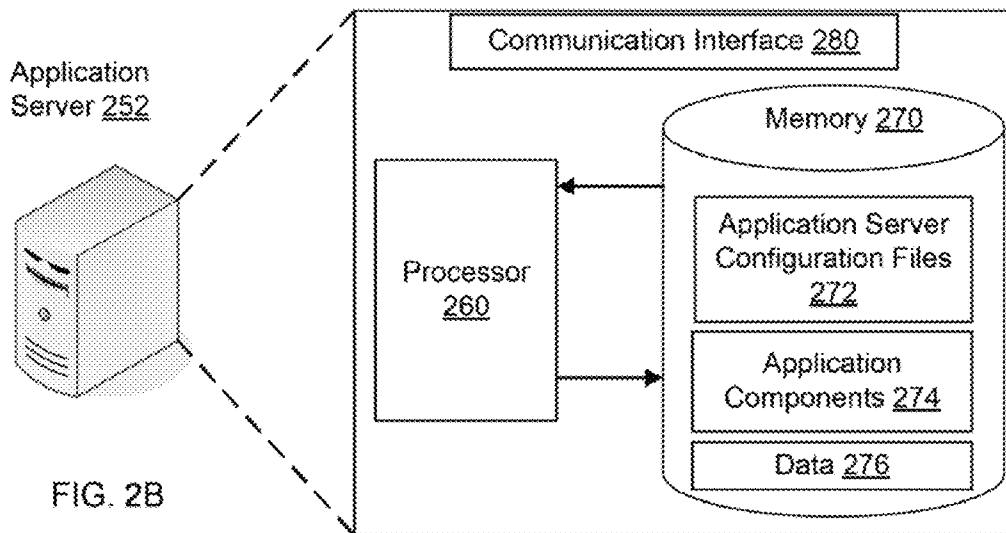 Communication Interface 280
Application
Server 252
Memory 270
Application Server
Configuration Files
272
Processor
260
Application
Components 274
Data 276
FIG. 2B